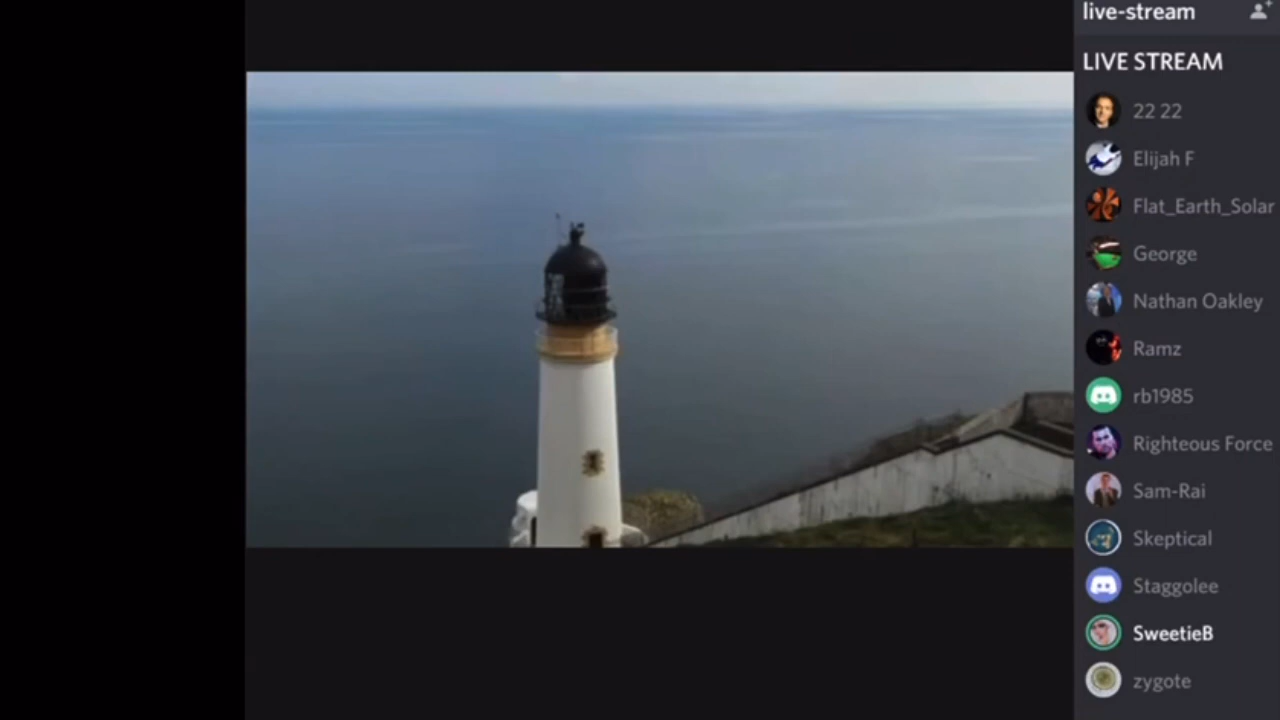 live-stream
LIVE STREAM
22 22
Elijah F
Flat_Earth_Solar
George
Nathan Oakley
Ramz
rb1985
Righteous Force
Sam-Rai
Skeptical
Staggolee
SweetieB
zygote